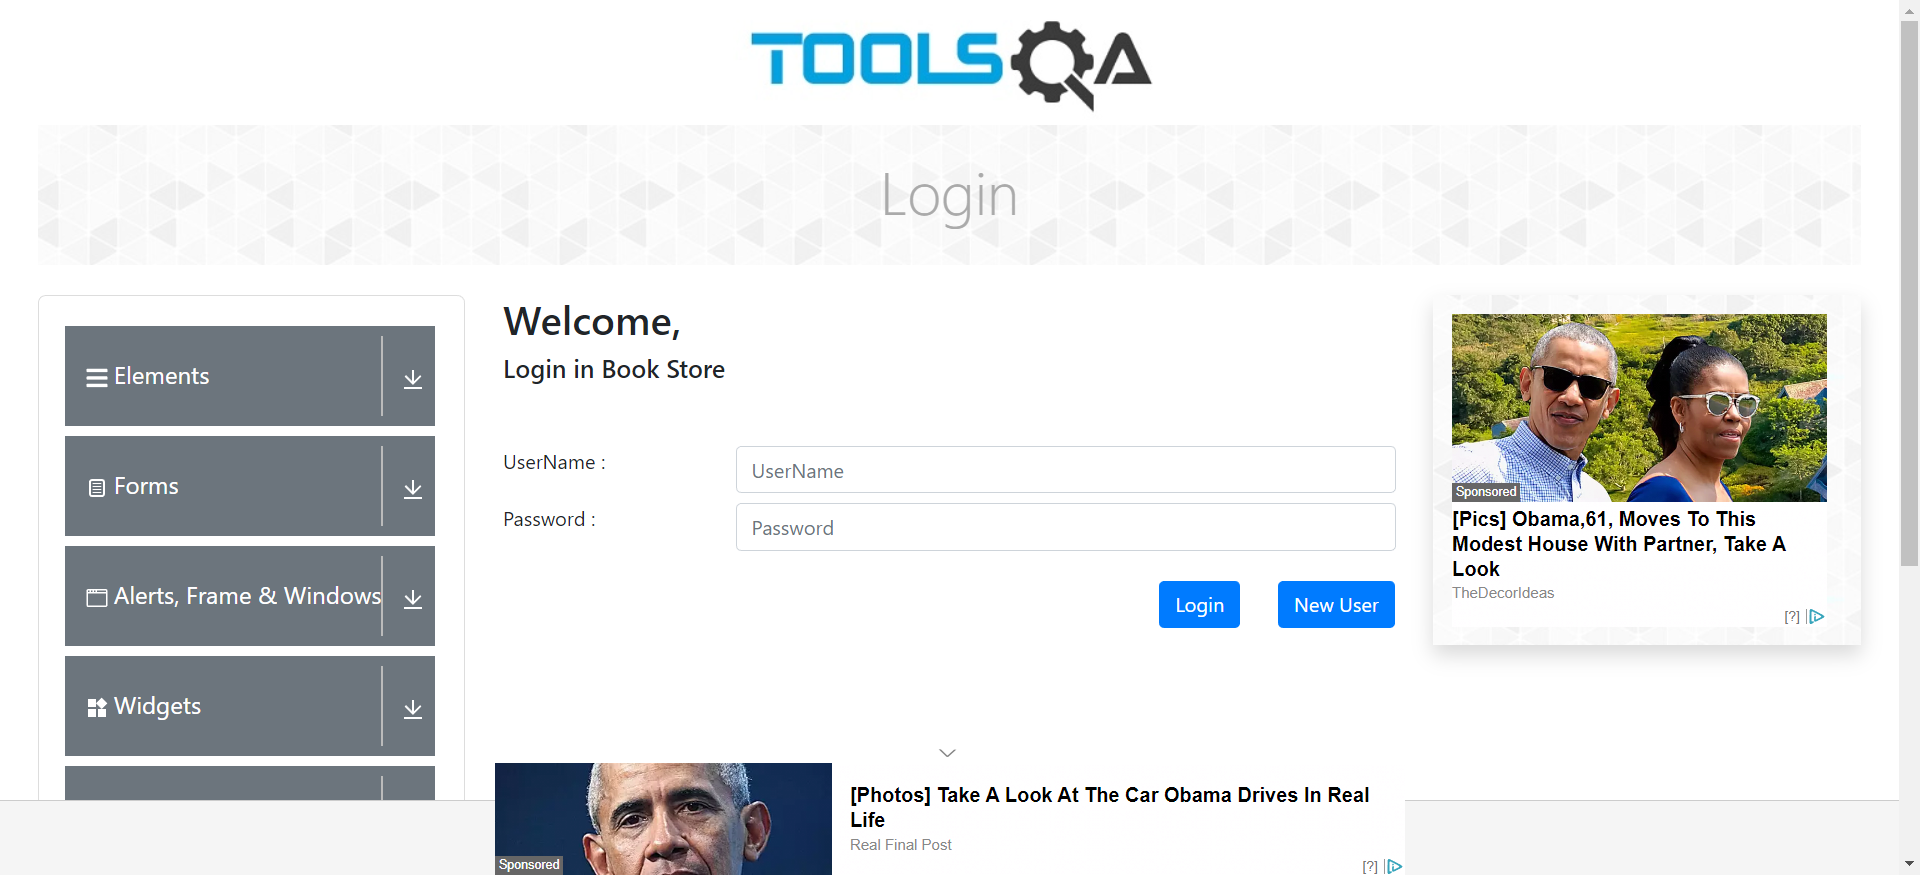 TOOLSQA
Login
Elements
Forms
Alerts, Frame & Windows
Widgets
Welcome,
Login in Book Store
UserName :
UserName
Password :
Password
Login
New User
Sponsored
[Pics] Obama,61, Moves To This
Modest House With Partner, Take A
Look
TheDecorIdeas
[?]
Sponsored
[Photos] Take A Look At The Car Obama Drives In Real
Life
Real Final Post
[?]